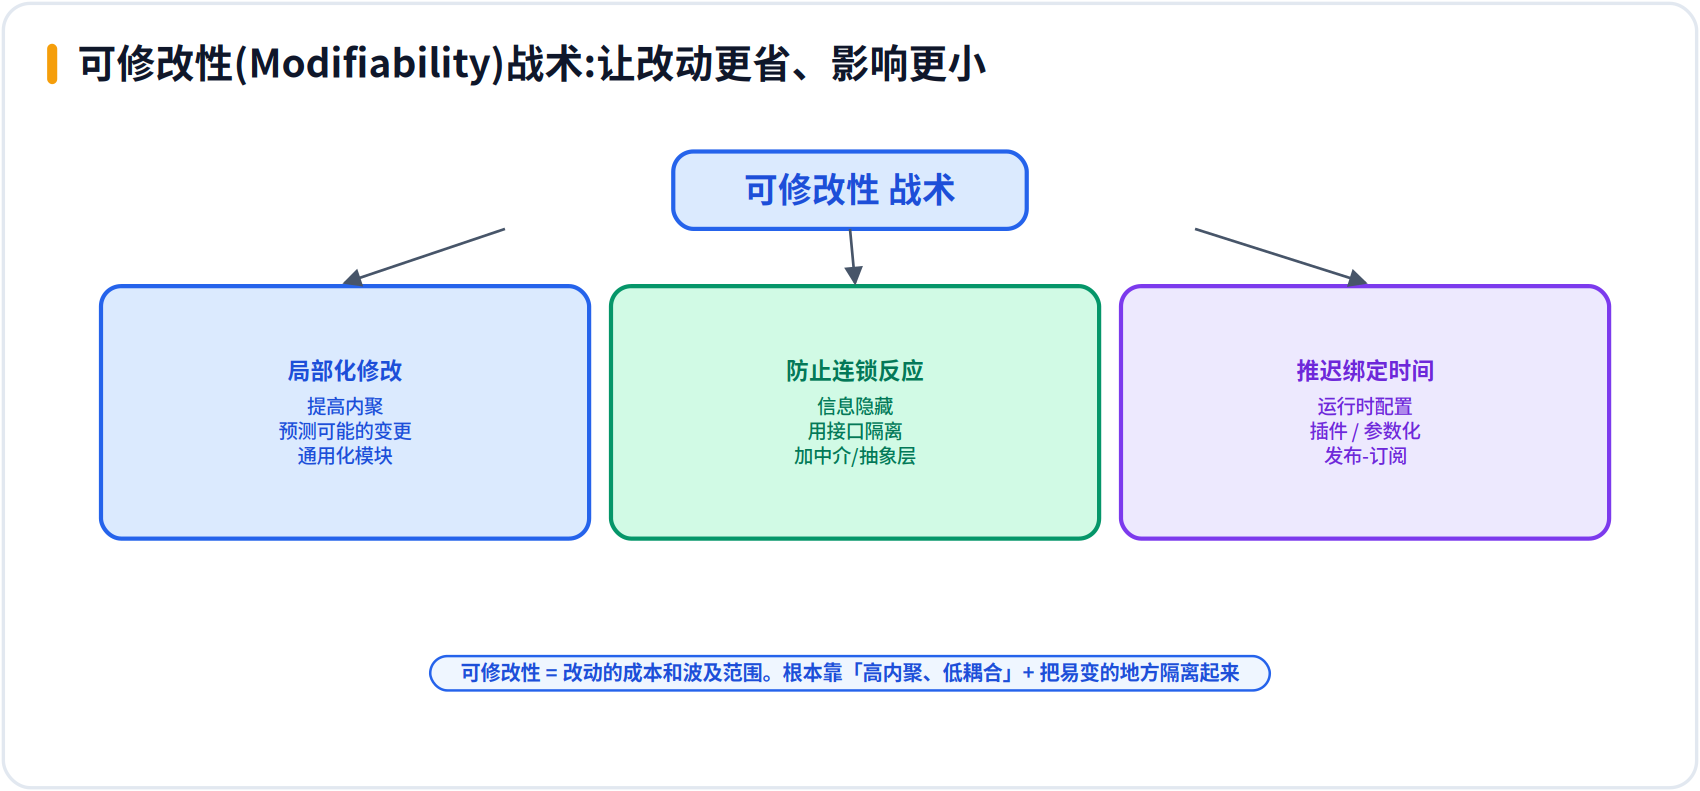 可修改性(Modifiability)战术:让改动更省、影响更小
可修改性 战术
局部化修改
提高内聚
预测可能的变更
通用化模块
防止连锁反应
信息隐藏
用接口隔离
加中介/抽象层
推迟绑定时间
运行时配置
插件 / 参数化
发布-订阅
可修改性 = 改动的成本和波及范围。根本靠「高内聚、低耦合」+ 把易变的地方隔离起来